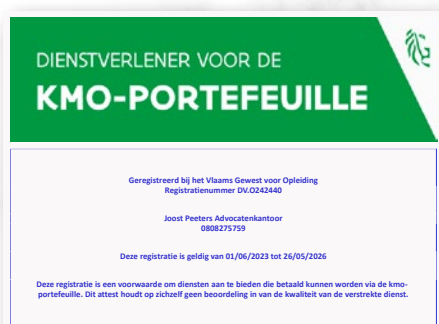 DIENSTVERLENER VOOR DE
KMO-PORTEFEUILLE
Geregistreerd bij het Vlaams Gewest voor Opleiding
Registratienummer DV.O242440
Joost Peeters Advocatenkantoor
0808275759
Deze registratie is geldig van 01/06/2023 tot 26/05/2026
Deze registratie is een voorwaarde om diensten aan te bieden die betaald kunnen worden via de kmo-
portefeuille. Dit attest houdt op zichzelf geen beoordeling in van de kwaliteit van de verstrekte dienst.